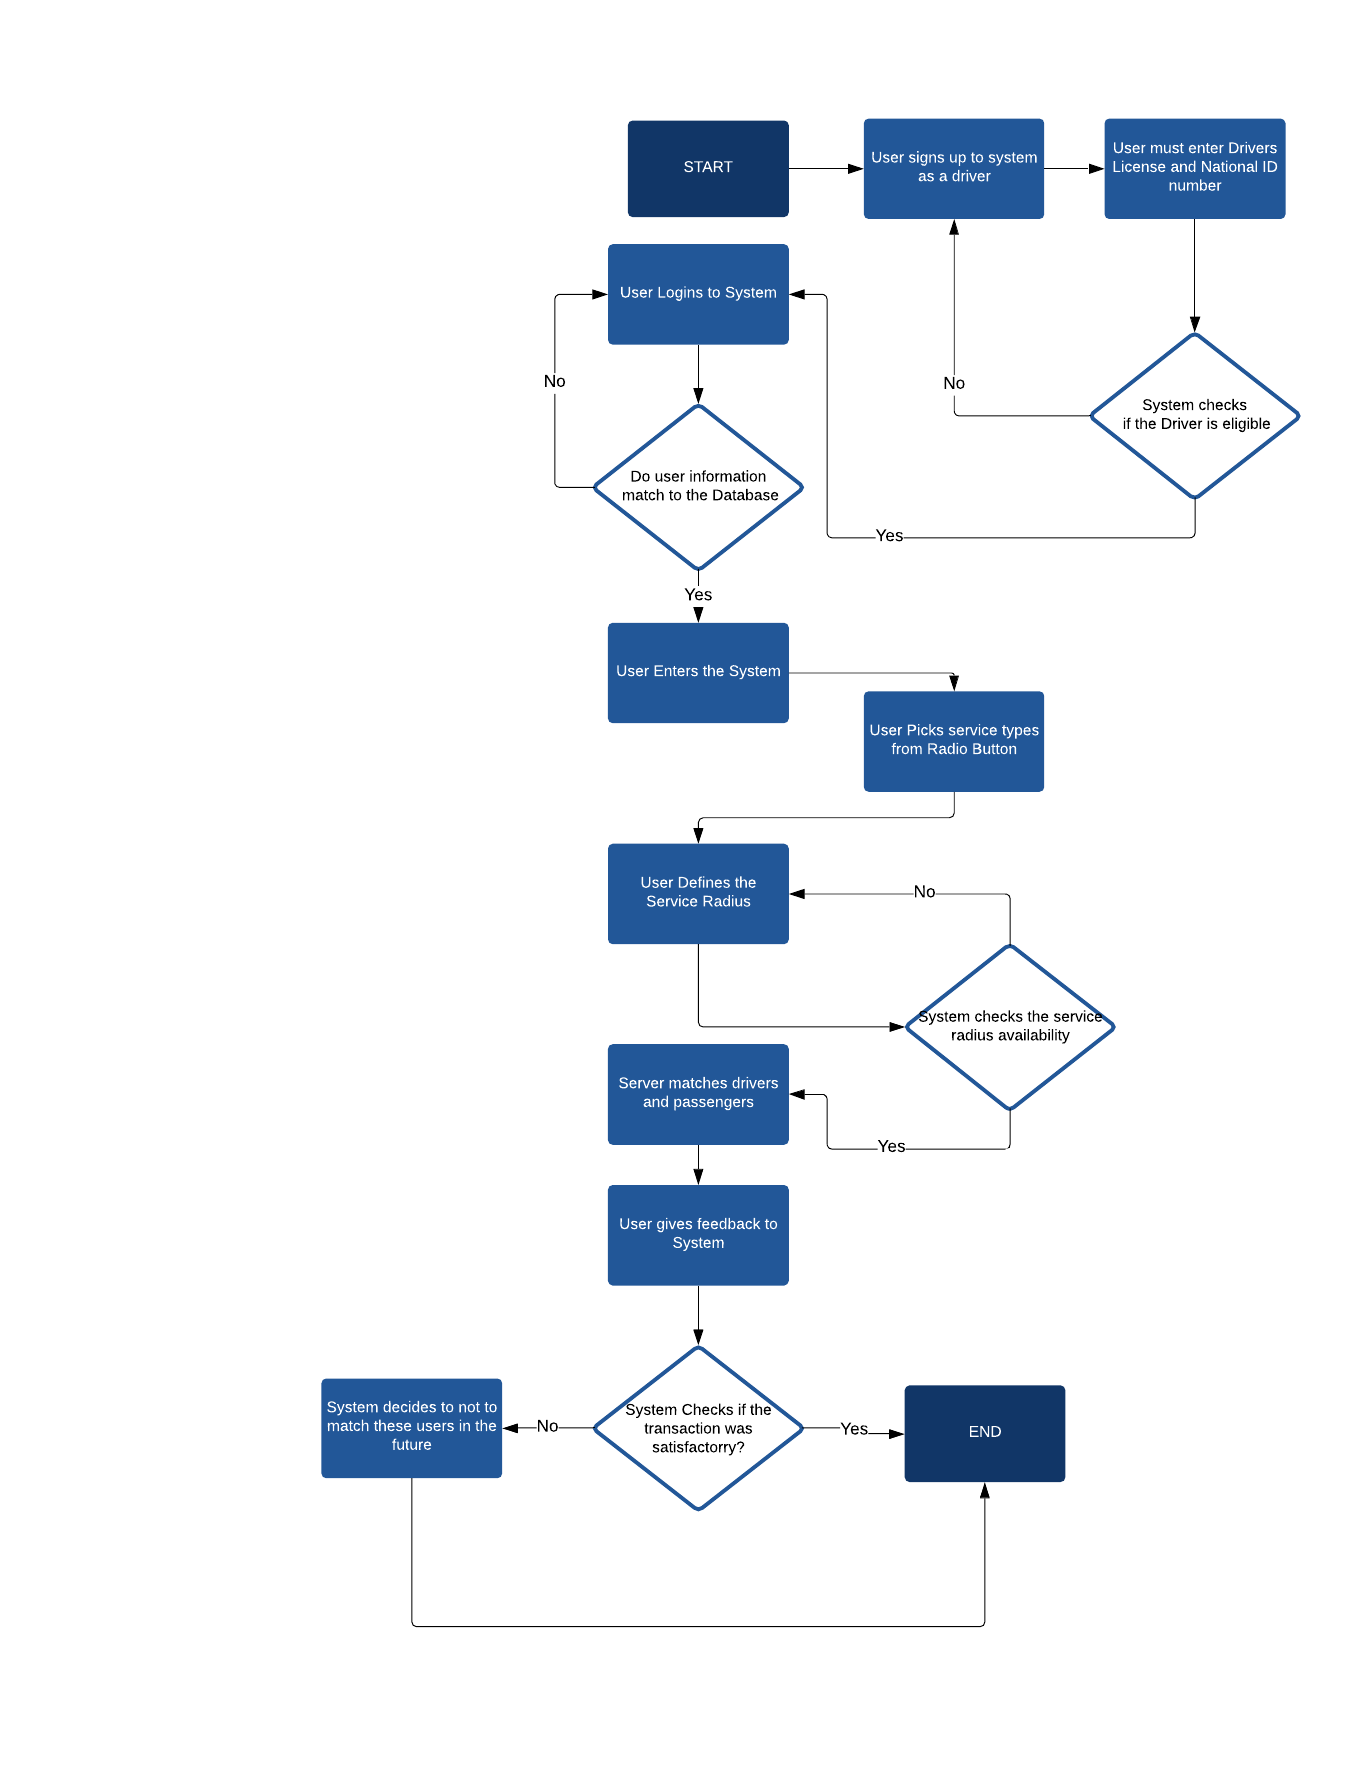 START
User signs up to system
as a driver
User must enter Drivers
License and National ID
number
User Logins to System
No
No
System checks
if the Driver is eligible
Do user information
match to the Database
Yes
Yes
User Enters the System
User Picks service types
from Radio Button
User Defines the
Service Radius
No
System checks the service
radius availability
Server matches drivers
and passengers
Yes
User gives feedback to
System
System decides to not to
match these users in the
future
No
System Checks if the
transaction was
satisfactorry?
Yes
END